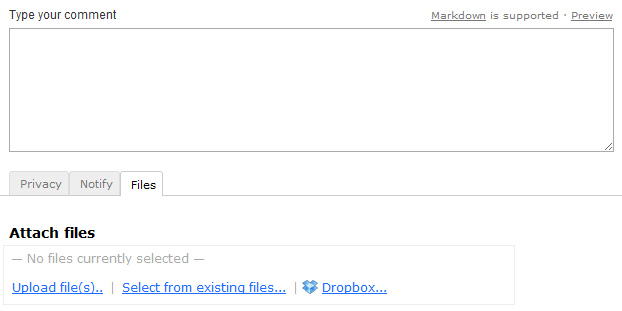 Type your comment Markdown is supported · Preview
Privacy Notify Files
Attach files
— No files currently selected —
Upload file(s).. | Select from existing files... | Dropbox...